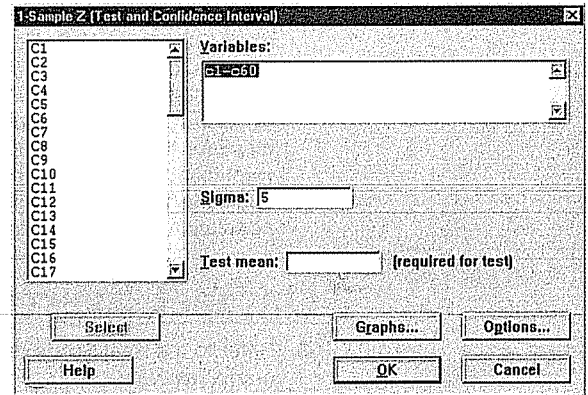 1-Sample Z (Test and Confidence Interval)
C1
C2
C3
C4
C5
C6
C7
C8
C9
C10
C11
C12
C13
C14
C15
C16
C17
Variables:
c1-c60
Sigma: 5
Test mean: (required for test)
Select
Graphs...
Options...
Help
OK
Cancel